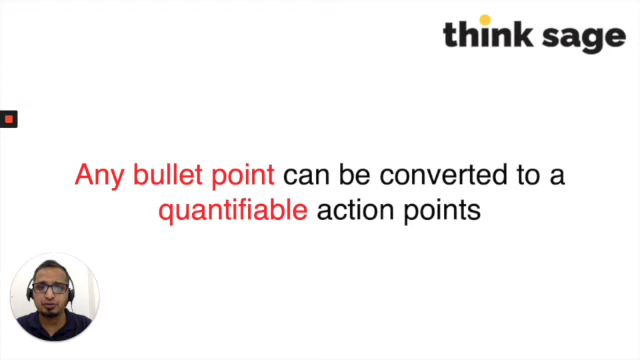 think sage
Any bullet point can be converted to a
quantifiable action points